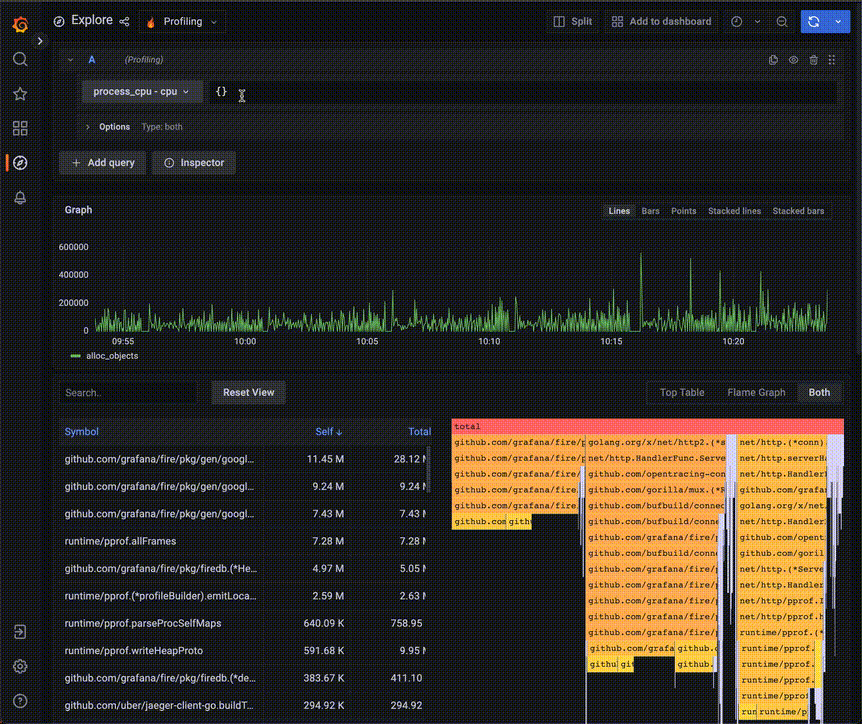 Explore
Profiling
Split
Add to dashboard
A
(Profiling)
process_cpu - cpu
{}
Options
Type: both
+ Add query
Inspector
Graph
Lines
Bars
Points
Stacked lines
Stacked bars
600000
400000
200000
0
09:55
10:00
10:05
10:10
10:15
10:20
alloc_objects
Search..
Reset View
Top Table
Flame Graph
Both
Symbol
Self
Total
github.com/grafana/fire/pkg/gen/googl...
11.45 M
28.12 M
github.com/grafana/fire/pkg/gen/googl...
9.24 M
9.24 M
github.com/grafana/fire/pkg/gen/googl...
7.43 M
7.43 M
runtime/pprof.allFrames
7.28 M
7.28 M
github.com/grafana/fire/pkg/firedb.(*He...
4.97 M
5.05 M
runtime/pprof.(*profileBuilder).emitLoca...
2.59 M
2.63 M
runtime/pprof.parseProcSelfMaps
640.09 K
758.95
runtime/pprof.writeHeapProto
591.68 K
9.95 M
github.com/grafana/fire/pkg/firedb.(*de...
383.67 K
411.10
github.com/uber/jaeger-client-go.buildT...
294.92 K
294.92
total
github.com/grafana/fire/p
golang.org/x/net/http2.(*s
net/http.(*conn)
github.com/grafana/fire/p
net/http.HandlerFunc.Serve
net/http.serverHa
github.com/grafana/fire/
github.com/opentracing-con
net/http.Handler
github.com/grafana/fire/
github.com/gorilla/mux.(*R
github.com/grafa
github.com/grafana/fire/
github.com/bufbuild/conne
golang.org/x/net
github.com
gith
github.com/bufbuild/conne
net/http.Handler
github.com/grafana/fire/p
github.com/opent
github.com/bufbuild/conne
github.com/goril
github.com/grafana/fire/p
net/http.(*Serve
github.com/grafana/fire/p
net/http.Handler
github.com/grafana/fire/p
net/http/pprof.I
github.com/grafana/fire/p
net/http/pprof.h
github.com/grafana/fire/p
runtime/pprof.(*
github.com/grafa
github.c
runtime/pprof.
githu
git
github.
runtime/pprof.
runtime/pprof.
runtime/pprof
run
runtime/p